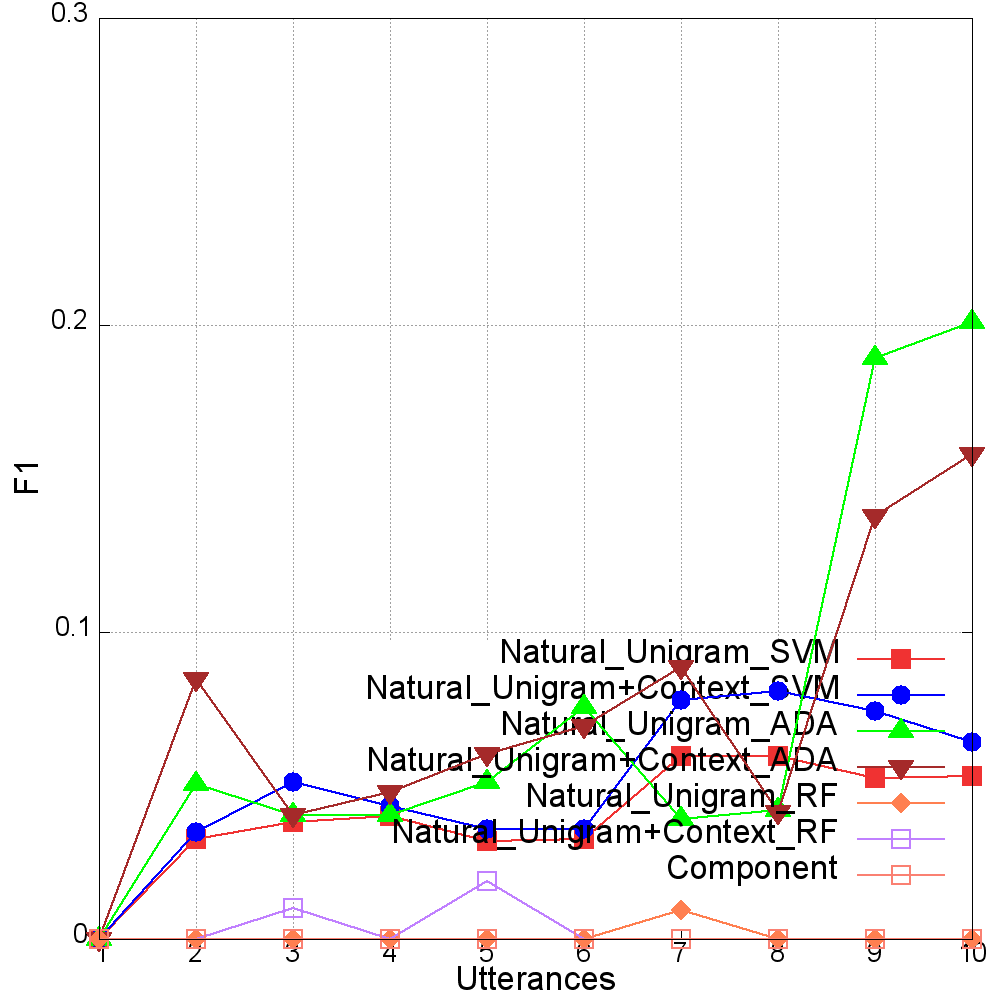 0.3
0.2
0.1
0
F1
Natural_Unigram_SVM
Natural_Unigram+Context_SVM
Natural_Unigram_ADA
Natural_Unigram+Context_ADA
Natural_Unigram_RF
Natural_Unigram+Context_RF
Component
1 2 3 4 5 6 7 8 9 10
Utterances